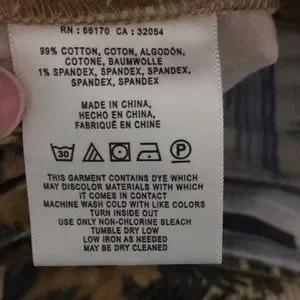 RN : 66170 CA : 32054
99% COTTON, COTON, ALGODÓN,
COTONE, BAUMWOLLE
1% SPANDEX, SPANDEX, SPANDEX,
SPANDEX, SPANDEX
MADE IN CHINA,
HECHO EN CHINA,
FABRIQUÉ EN CHINE
30 P
THIS GARMENT CONTAINS DYE WHICH
MAY DISCOLOR MATERIALS WITH WHICH
IT COMES IN CONTACT
MACHINE WASH COLD WITH LIKE COLORS
TURN INSIDE OUT
USE ONLY NON-CHLORINE BLEACH
TUMBLE DRY LOW
LOW IRON AS NEEDED
MAY BE DRY CLEANED